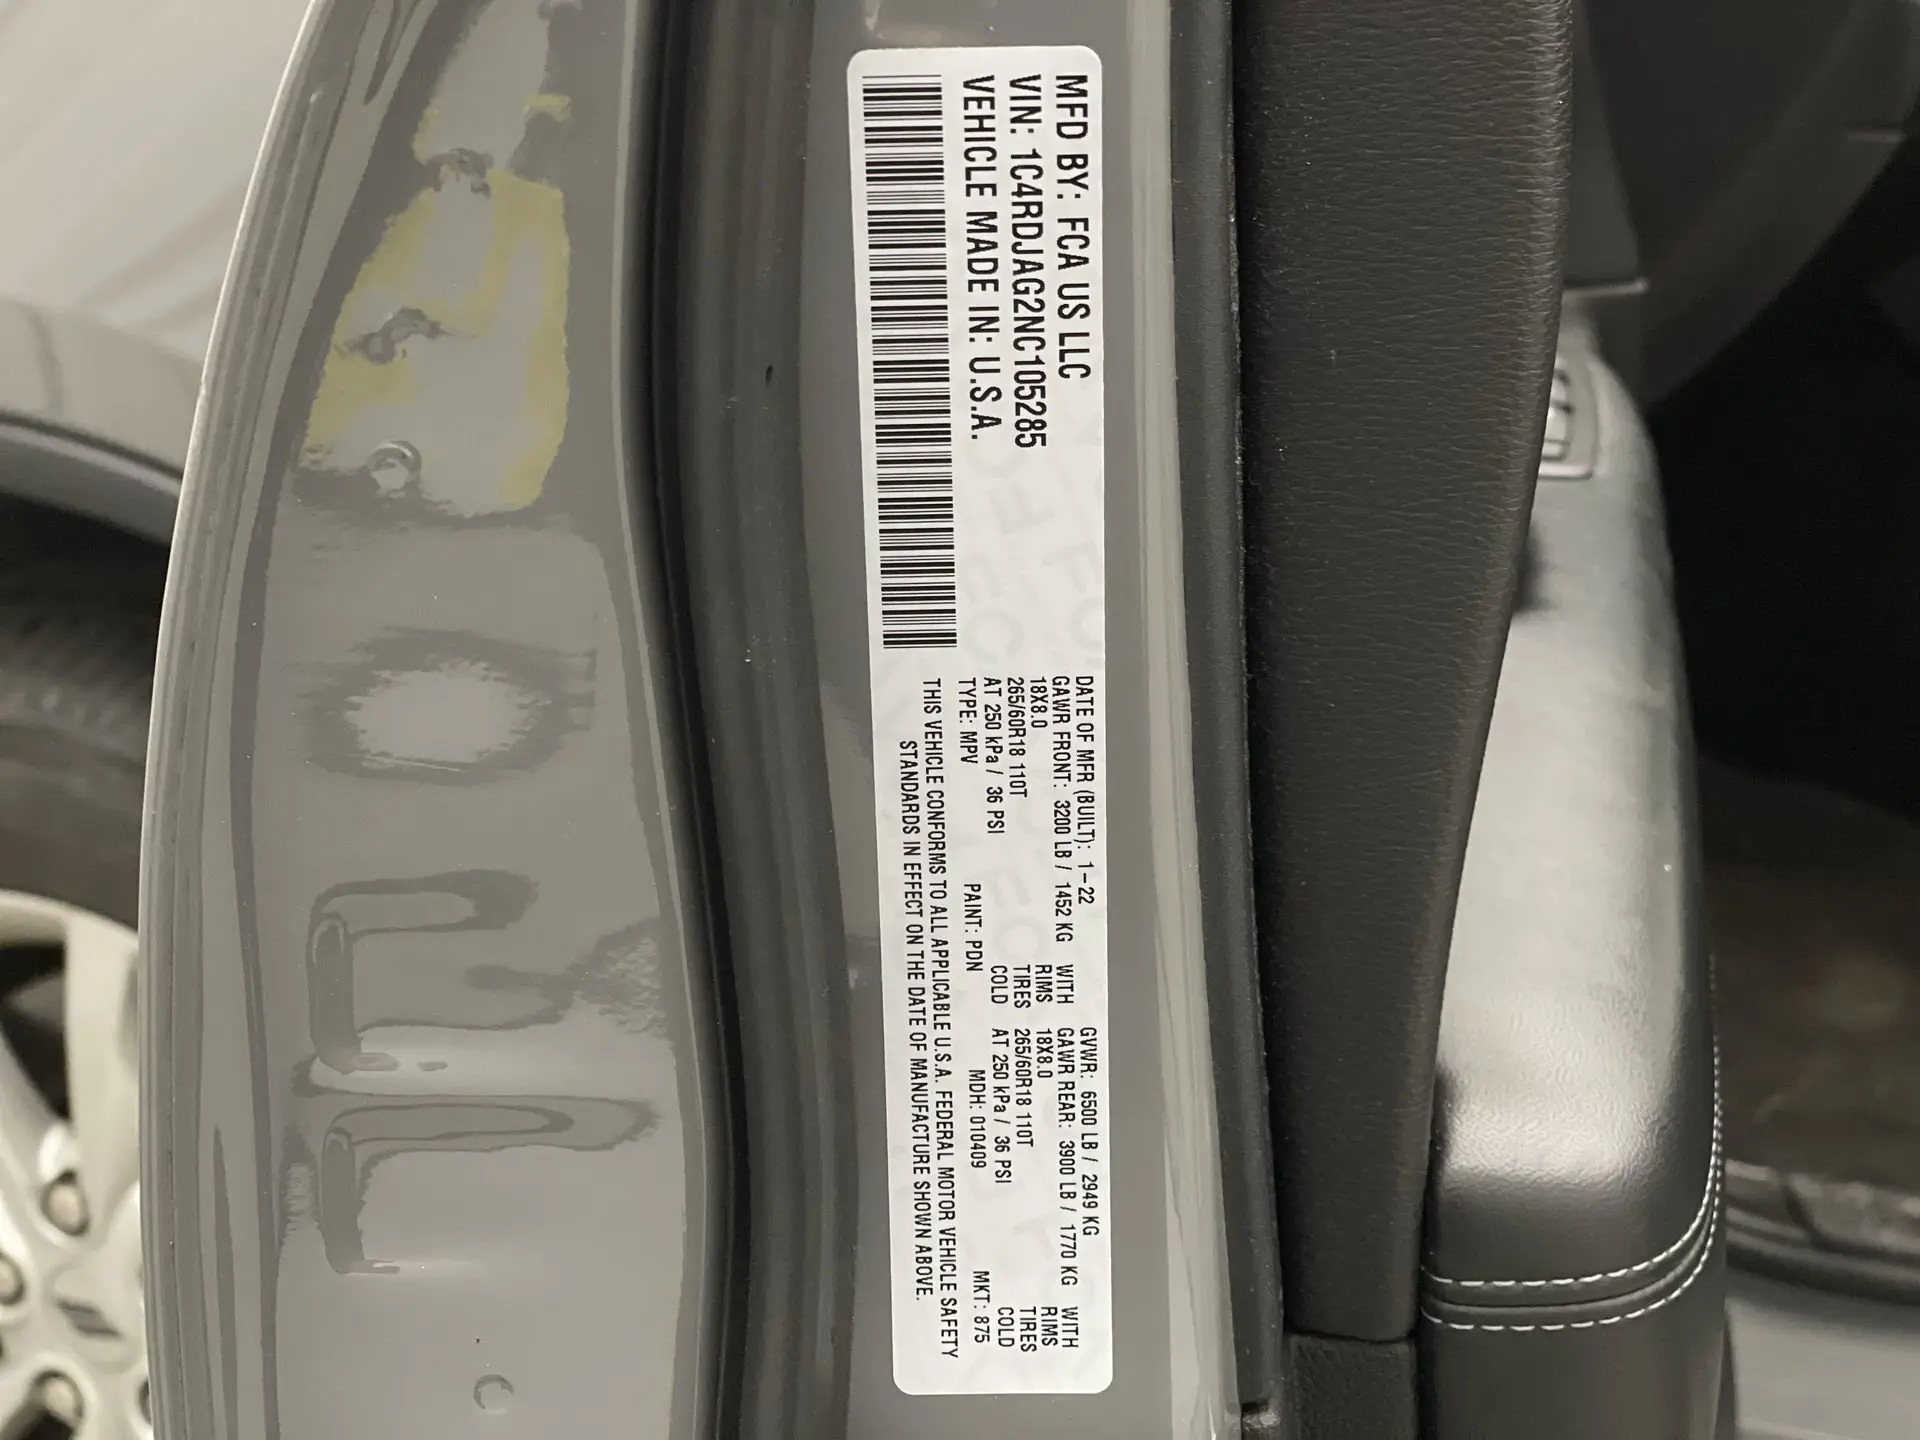 MFD BY: FCA US LLC
VIN: 1C4RDJAG2NC105285
VEHICLE MADE IN: U.S.A.
DATE OF MFR (BUILT): 1-22 GVWR: 6500 LB / 2949 KG
GAWR FRONT: 3200 LB / 1452 KG WITH GAWR REAR: 3900 LB / 1770 KG WITH
18X8.0 RIMS 18X8.0 RIMS
265/60R18 110T TIRES 265/60R18 110T TIRES
AT 250 kPa / 36 PSI COLD AT 250 kPa / 36 PSI COLD
TYPE: MPV PAINT: PDN MDH: 010409 MKT: 875
THIS VEHICLE CONFORMS TO ALL APPLICABLE U.S.A. FEDERAL MOTOR VEHICLE SAFETY
STANDARDS IN EFFECT ON THE DATE OF MANUFACTURE SHOWN ABOVE.